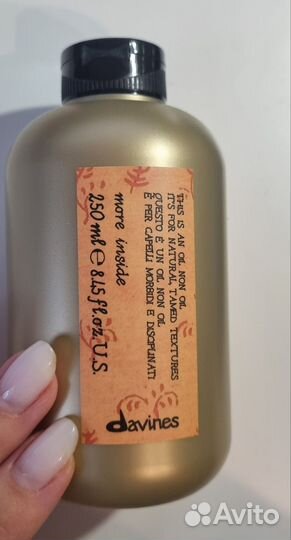 THIS IS AN OIL NON OIL
IT'S FOR NATURAL, TAMED TEXTURES
QUESTO È UN OIL NON OIL
È PER CAPELLI MORBIDI E DISCIPLINATI
more inside
250 ml ℮ 8.45 fl.oz. U.S.
davines
Avito